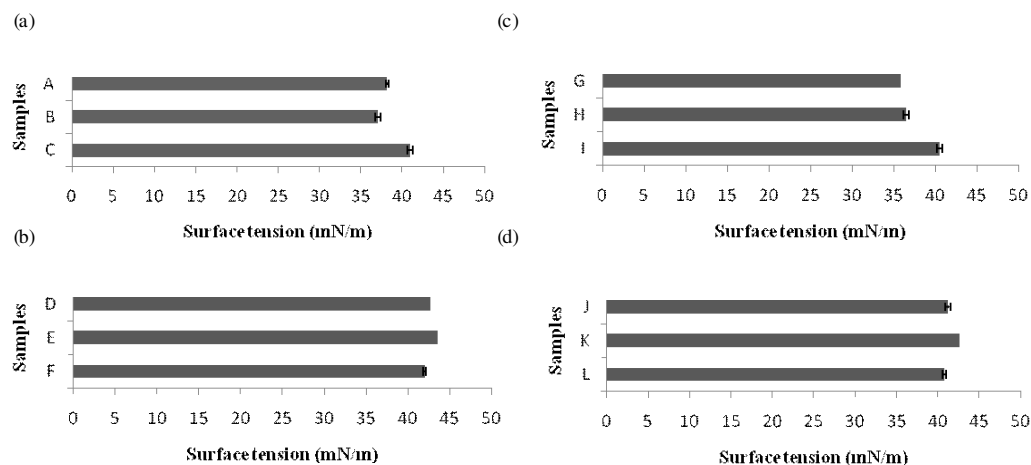 (a)
Samples
A
B
C
0 5 10 15 20 25 30 35 40 45 50
Surface tension (mN/m)
(c)
Samples
G
H
I
0 5 10 15 20 25 30 35 40 45 50
Surface tension (mN/m)
(b)
Samples
D
E
F
0 5 10 15 20 25 30 35 40 45 50
Surface tension (mN/m)
(d)
Samples
J
K
L
0 5 10 15 20 25 30 35 40 45 50
Surface tension (mN/m)